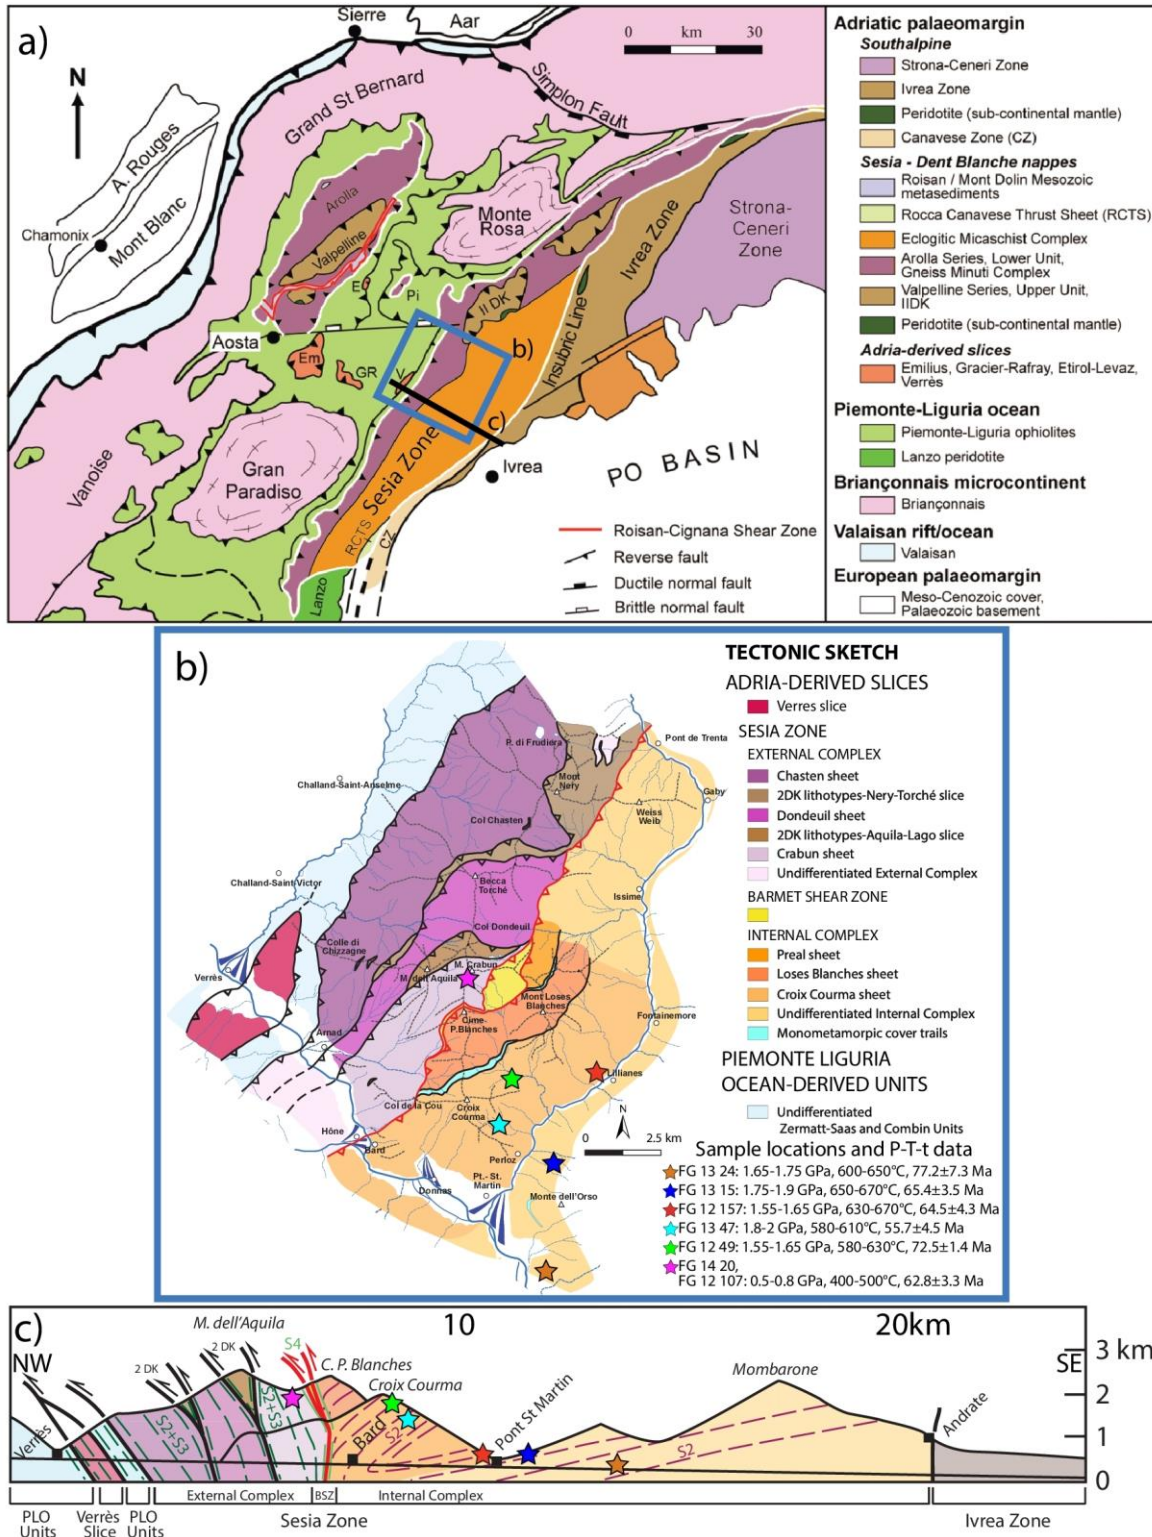 a)
Sierre
Aar
0 km 30
N
Grand St Bernard
Simplon Fault
A. Rouges
Mont Blanc
Chamonix
Arolla
Valpelline
Monte
Rosa
Strona-
Ceneri
Zone
Ivrea Zone
E
Pi
II DK
Insubric Line
Aosta
Em
GR
V
b)
c)
Sesia Zone
Ivrea
PO BASIN
Vanoise
Gran
Paradiso
RCTS
CZ
Lanzo
Roisan-Cignana Shear Zone
Reverse fault
Ductile normal fault
Brittle normal fault
Adriatic palaeomargin
Southalpine
Strona-Ceneri Zone
Ivrea Zone
Peridotite (sub-continental mantle)
Canavese Zone (CZ)
Sesia - Dent Blanche nappes
Roisan / Mont Dolin Mesozoic
metasediments
Rocca Canavese Thrust Sheet (RCTS)
Eclogitic Micaschist Complex
Arolla Series, Lower Unit,
Gneiss Minuti Complex
Valpelline Series, Upper Unit,
IIDK
Peridotite (sub-continental mantle)
Adria-derived slices
Emilius, Gracier-Rafray, Etirol-Levaz,
Verrès
Piemonte-Liguria ocean
Piemonte-Liguria ophiolites
Lanzo peridotite
Briançonnais microcontinent
Briançonnais
Valaisan rift/ocean
Valaisan
European palaeomargin
Meso-Cenozoic cover,
Palaeozoic basement
b)
P. di Frudiera
Pont de Trenta
Mont
Nery
Challand-Saint-Anselme
Gaby
Weiss
Weib
Col Chasten
Challand-Saint-Victor
Becca
Torché
Issime
Col Dondeuil
Colle di
Chizzagne
Verrès
M. dell'Aquila
M. Crabun
Mont Loses
Blanches
Cime
P.Blanches
Fontainemore
Arnad
Lillianes
Col de la Cou
Croix
Courma
Hône
Bard
Perloz
Donnas
Pt.- St.
Martin
Monte dell'Orso
N
0 2.5 km
TECTONIC SKETCH
ADRIA-DERIVED SLICES
Verres slice
SESIA ZONE
EXTERNAL COMPLEX
Chasten sheet
2DK lithotypes-Nery-Torché slice
Dondeuil sheet
2DK lithotypes-Aquila-Lago slice
Crabun sheet
Undifferentiated External Complex
BARMET SHEAR ZONE
INTERNAL COMPLEX
Preal sheet
Loses Blanches sheet
Croix Courma sheet
Undifferentiated Internal Complex
Monometamorpic cover trails
PIEMONTE LIGURIA
OCEAN-DERIVED UNITS
Undifferentiated
Zermatt-Saas and Combin Units
Sample locations and P-T-t data
FG 13 24: 1.65-1.75 GPa, 600-650°C, 77.2±7.3 Ma
FG 13 15: 1.75-1.9 GPa, 650-670°C, 65.4±3.5 Ma
FG 12 157: 1.55-1.65 GPa, 630-670°C, 64.5±4.3 Ma
FG 13 47: 1.8-2 GPa, 580-610°C, 55.7±4.5 Ma
FG 12 49: 1.55-1.65 GPa, 580-630°C, 72.5±1.4 Ma
FG 14 20,
FG 12 107: 0.5-0.8 GPa, 400-500°C, 62.8±3.3 Ma
c)
NW
M. dell'Aquila
10
20km
3 km
SE
2 DK
2 DK
S4
C. P. Blanches
Croix Courma
Mombarone
2
1
0
Verrès
S2+S3
S2+S3
Bard
S2
Pont St Martin
S2
Andrate
External Complex
BSZ
Internal Complex
PLO
Units
Verrès
Slice
PLO
Units
Sesia Zone
Ivrea Zone